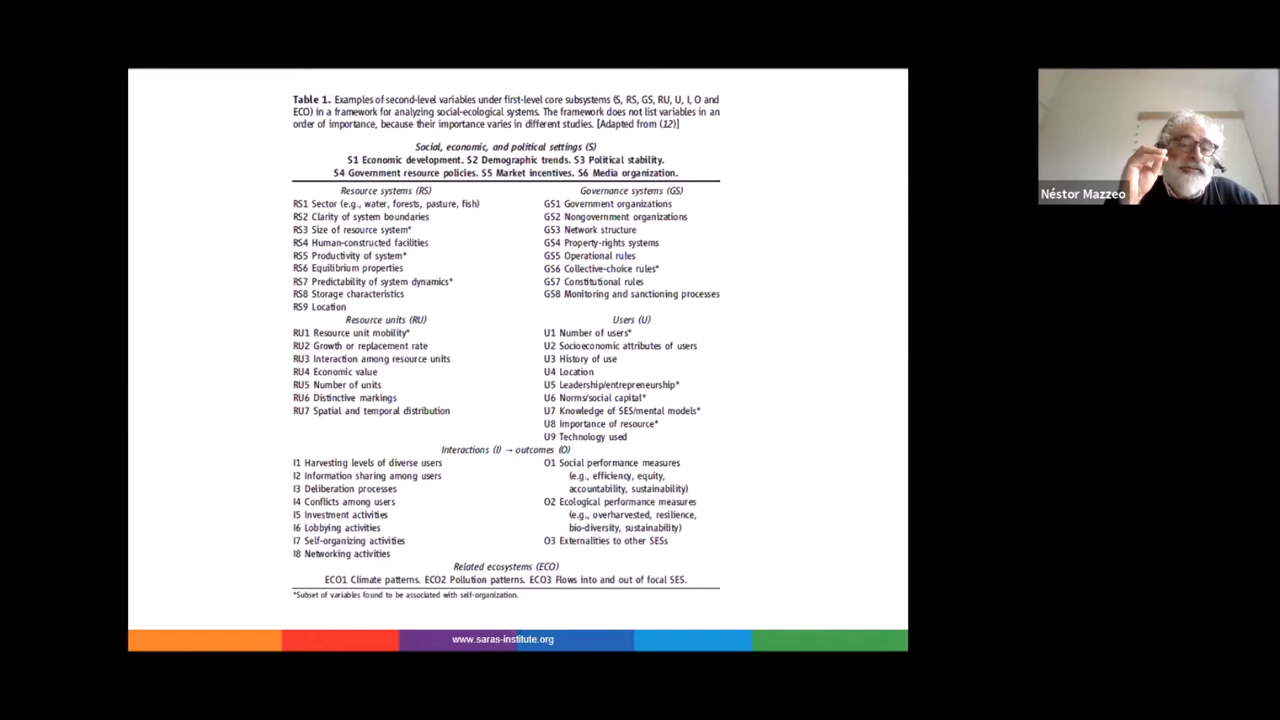 Table 1. Examples of second-level variables under first-level core subsystems (S, RS, GS, RU, U, I, O and
ECO) in a framework for analyzing social-ecological systems. The framework does not list variables in an
order of importance, because their importance varies in different studies. [Adapted from (12)]
Social, economic, and political settings (S)
S1 Economic development. S2 Demographic trends. S3 Political stability.
S4 Government resource policies. S5 Market incentives. S6 Media organization.
Resource systems (RS)
RS1 Sector (e.g., water, forests, pasture, fish)
RS2 Clarity of system boundaries
RS3 Size of resource system*
RS4 Human-constructed facilities
RS5 Productivity of system*
RS6 Equilibrium properties
RS7 Predictability of system dynamics*
RS8 Storage characteristics
RS9 Location
Governance systems (GS)
GS1 Government organizations
GS2 Nongovernment organizations
GS3 Network structure
GS4 Property-rights systems
GS5 Operational rules
GS6 Collective-choice rules*
GS7 Constitutional rules
GS8 Monitoring and sanctioning processes
Resource units (RU)
RU1 Resource unit mobility*
RU2 Growth or replacement rate
RU3 Interaction among resource units
RU4 Economic value
RU5 Number of units
RU6 Distinctive markings
RU7 Spatial and temporal distribution
Users (U)
U1 Number of users*
U2 Socioeconomic attributes of users
U3 History of use
U4 Location
U5 Leadership/entrepreneurship*
U6 Norms/social capital*
U7 Knowledge of SES/mental models*
U8 Importance of resource*
U9 Technology used
Interactions (I) → outcomes (O)
I1 Harvesting levels of diverse users
I2 Information sharing among users
I3 Deliberation processes
I4 Conflicts among users
I5 Investment activities
I6 Lobbying activities
I7 Self-organizing activities
I8 Networking activities
O1 Social performance measures
(e.g., efficiency, equity,
accountability, sustainability)
O2 Ecological performance measures
(e.g., overharvested, resilience,
bio-diversity, sustainability)
O3 Externalities to other SESs
Related ecosystems (ECO)
ECO1 Climate patterns. ECO2 Pollution patterns. ECO3 Flows into and out of focal SES.
*Subset of variables found to be associated with self-organization.
www.saras-institute.org
Néstor Mazzeo